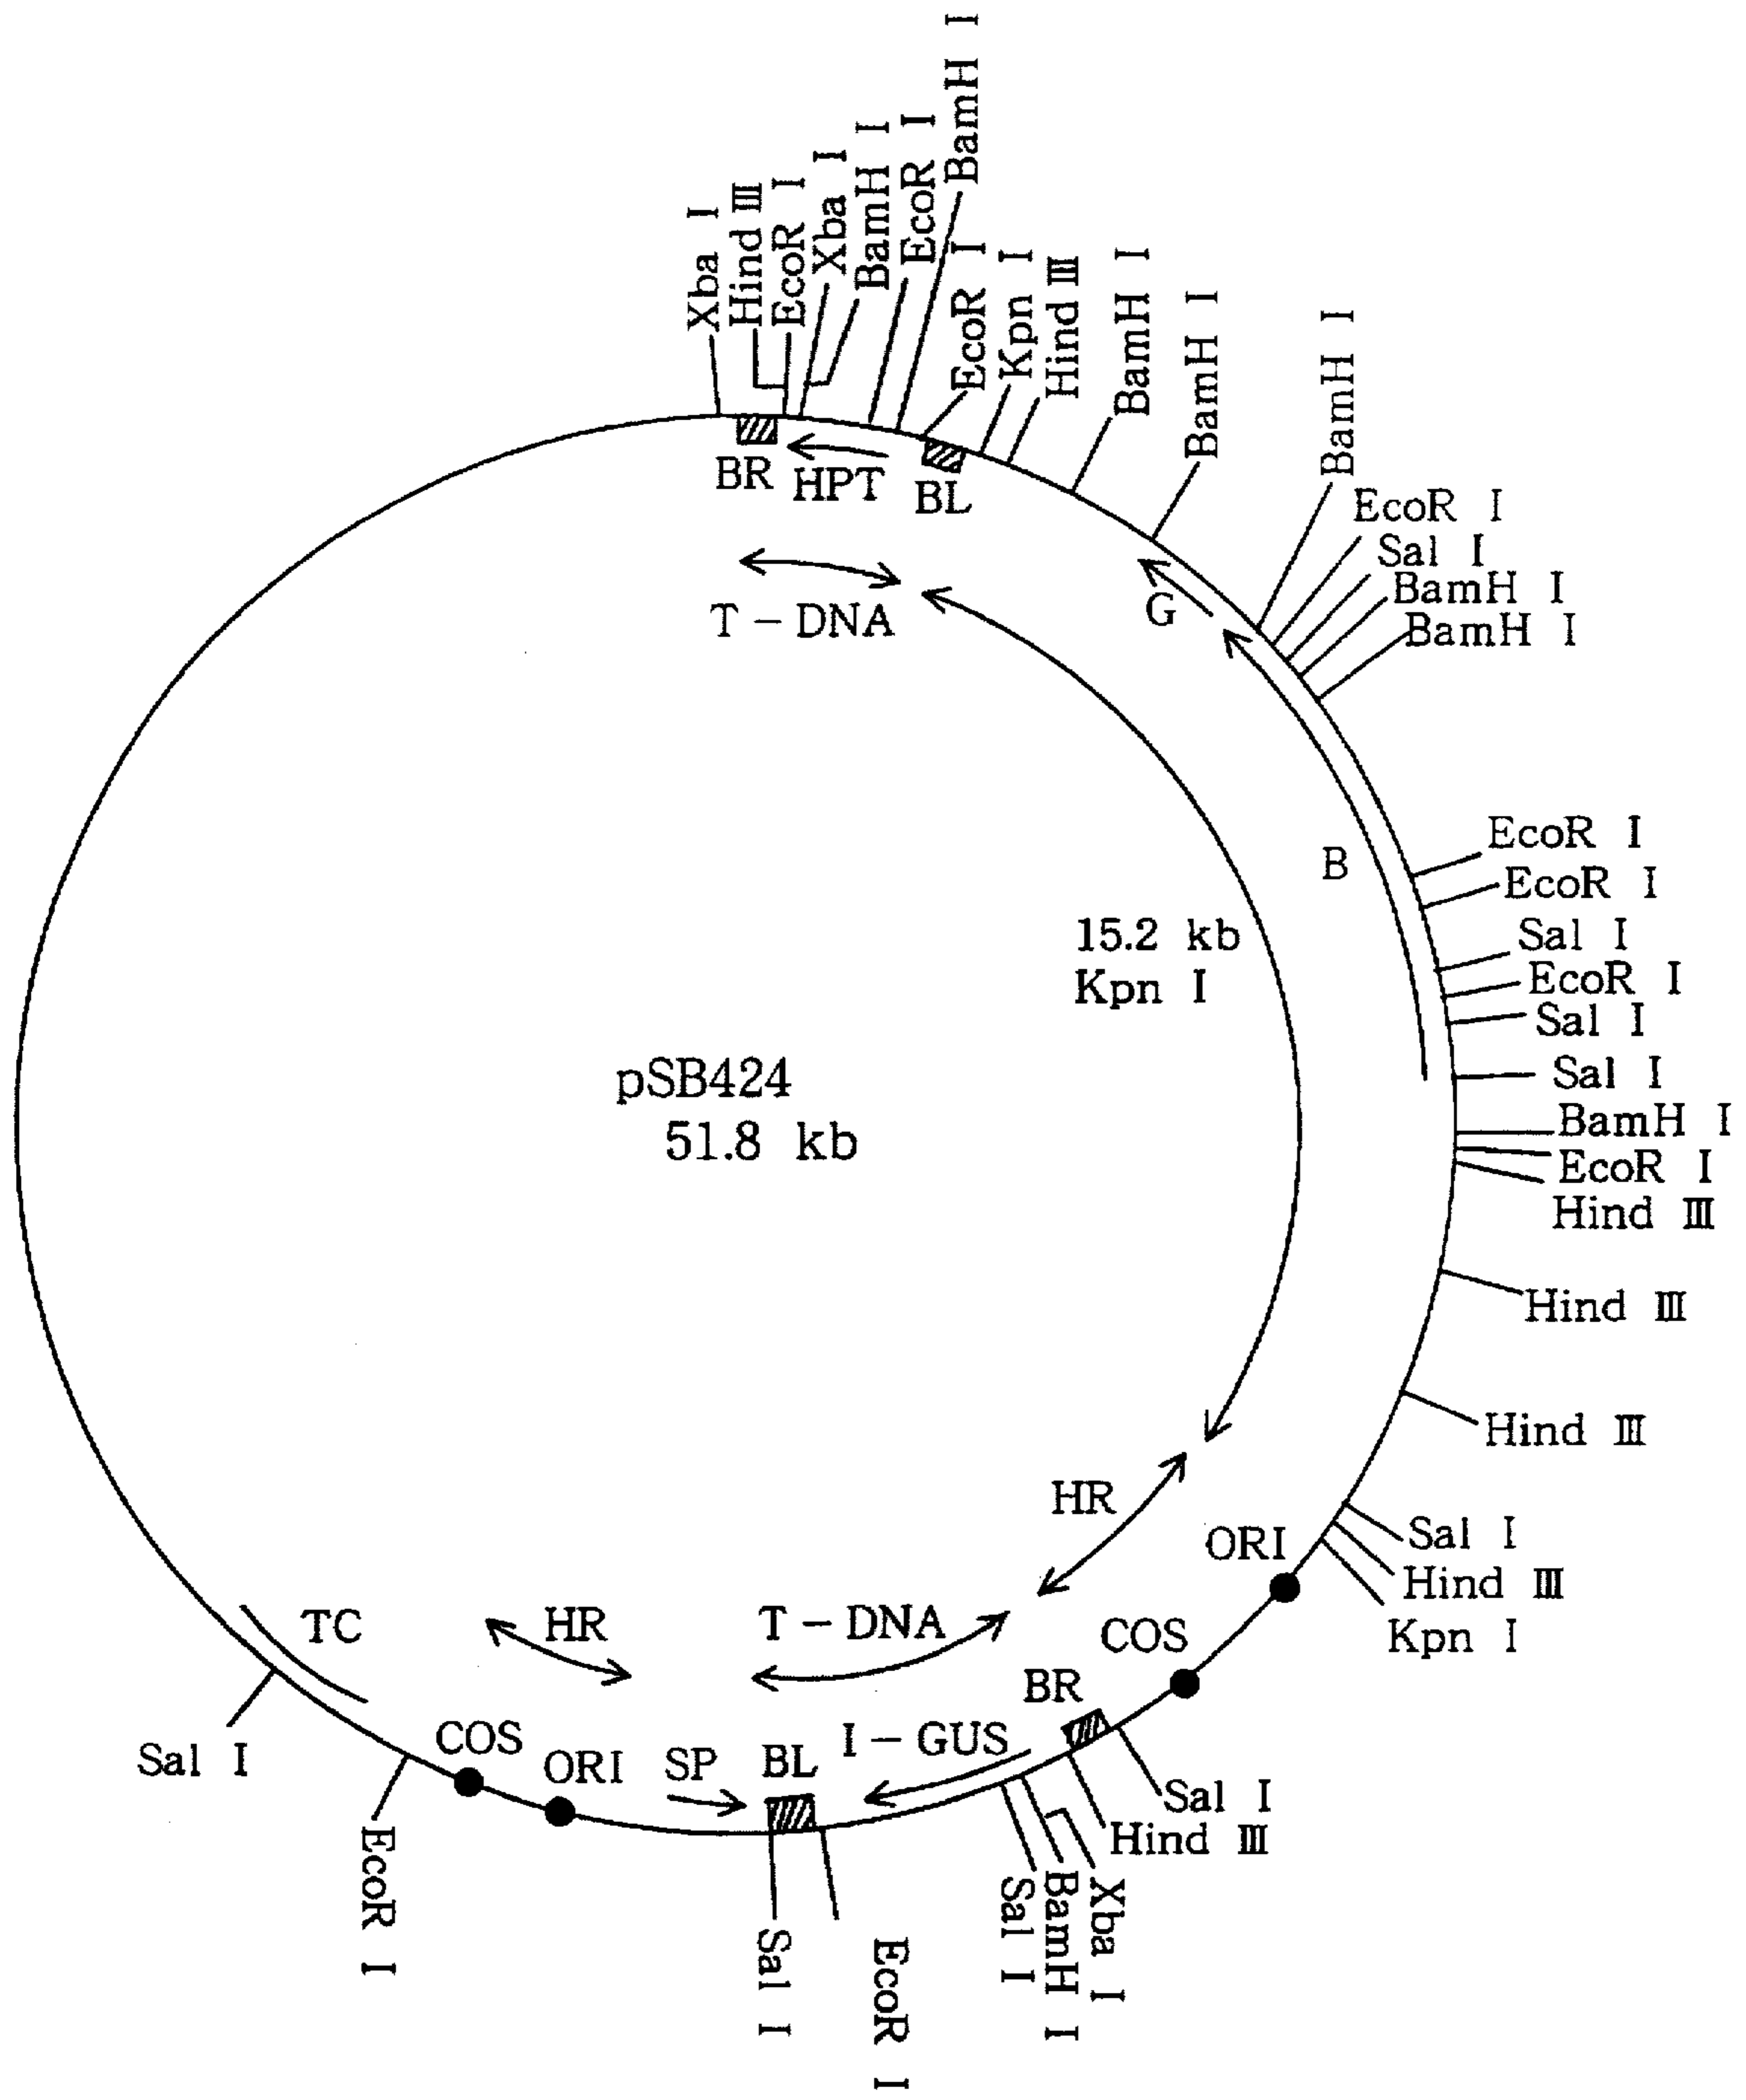 Xba I
Hind III
EcoR I
Xba I
BamH I
EcoR I
BamH I
EcoR I
Kpn I
Hind III
BamH I
BamH I
BamH I
EcoR I
Sal I
BamH I
BamH I
BR
HPT
BL
T-DNA
G
B
EcoR I
EcoR I
Sal I
EcoR I
Sal I
Sal I
BamH I
EcoR I
Hind III
15.2 kb
Kpn I
pSB424
51.8 kb
Hind III
Hind III
HR
ORI
Sal I
Hind III
Kpn I
TC
HR
T-DNA
COS
BR
Sal I
COS
ORI
SP
BL
I-GUS
Sal I
Hind III
Xba I
BamH I
Sal I
EcoR I
Sal I
EcoR I